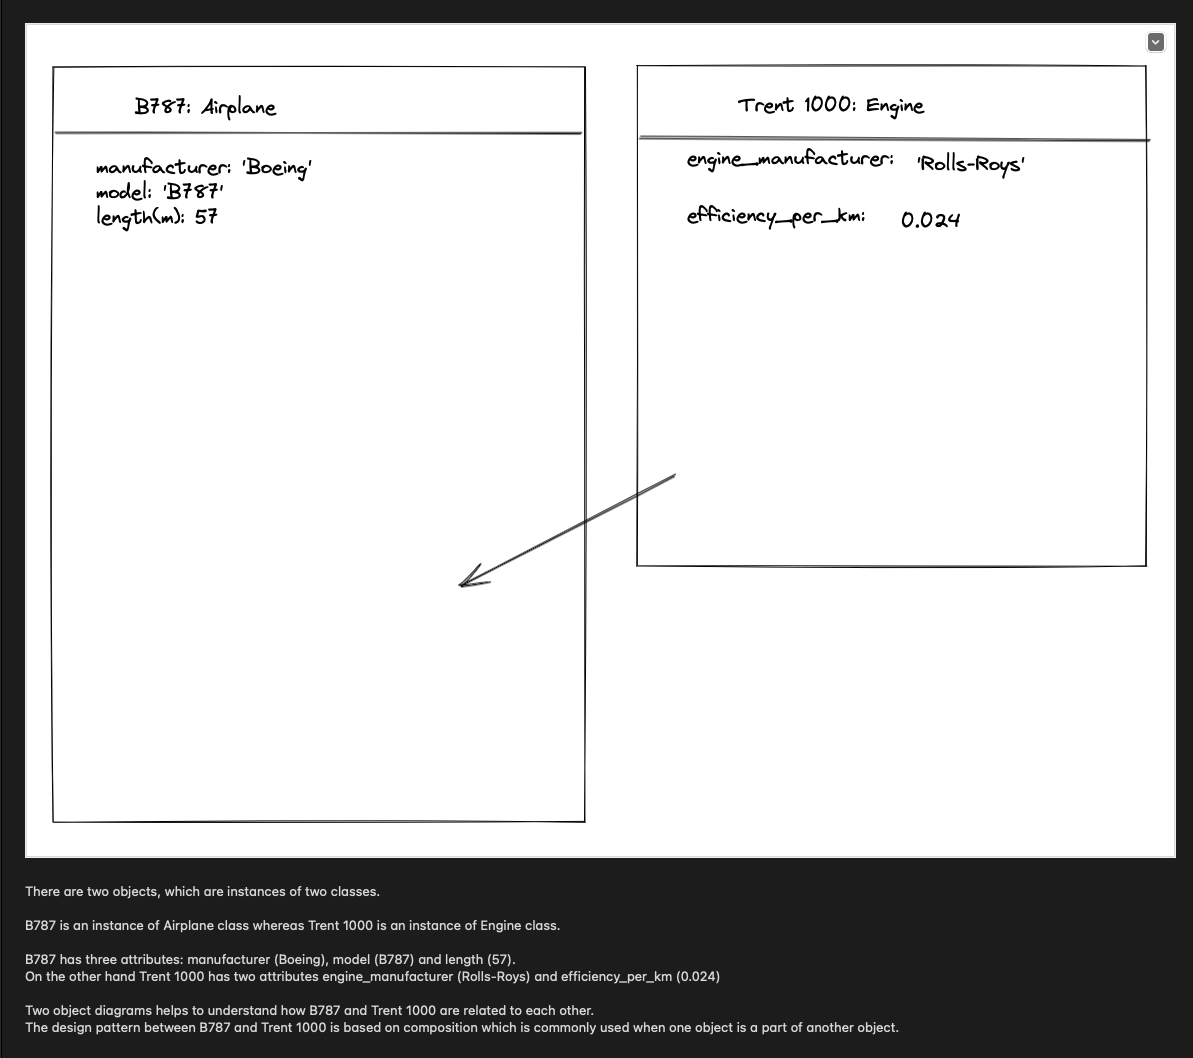 B787: Airplane
manufacturer: 'Boeing'
model: 'B787'
length(m): 57
Trent 1000: Engine
engine_manufacturer: 'Rolls-Roys'
efficiency_per_km: 0.024
There are two objects, which are instances of two classes.
B787 is an instance of Airplane class whereas Trent 1000 is an instance of Engine class.
B787 has three attributes: manufacturer (Boeing), model (B787) and length (57).
On the other hand Trent 1000 has two attributes engine_manufacturer (Rolls-Roys) and efficiency_per_km (0.024)
Two object diagrams helps to understand how B787 and Trent 1000 are related to each other.
The design pattern between B787 and Trent 1000 is based on composition which is commonly used when one object is a part of another object.